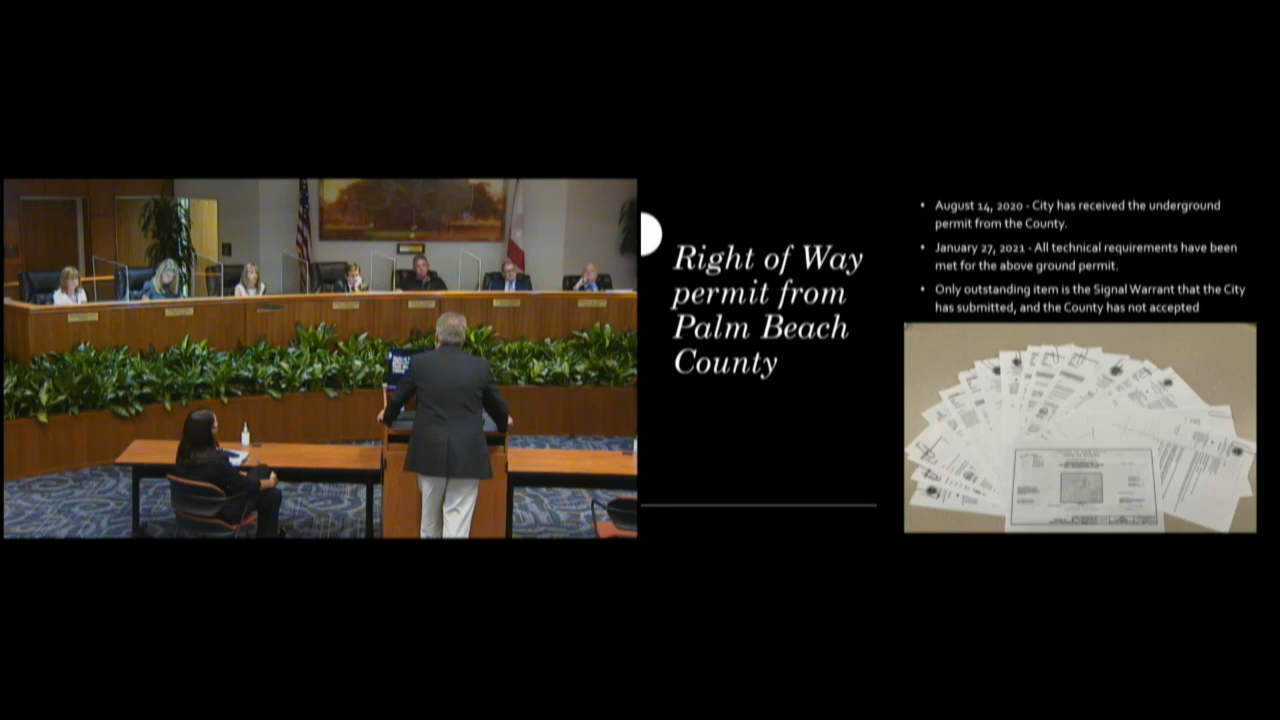 Right of Way
permit from
Palm Beach
County
• August 14, 2020 - City has received the underground
permit from the County.
• January 27, 2021 - All technical requirements have been
met for the above ground permit.
• Only outstanding item is the Signal Warrant that the City
has submitted, and the County has not accepted